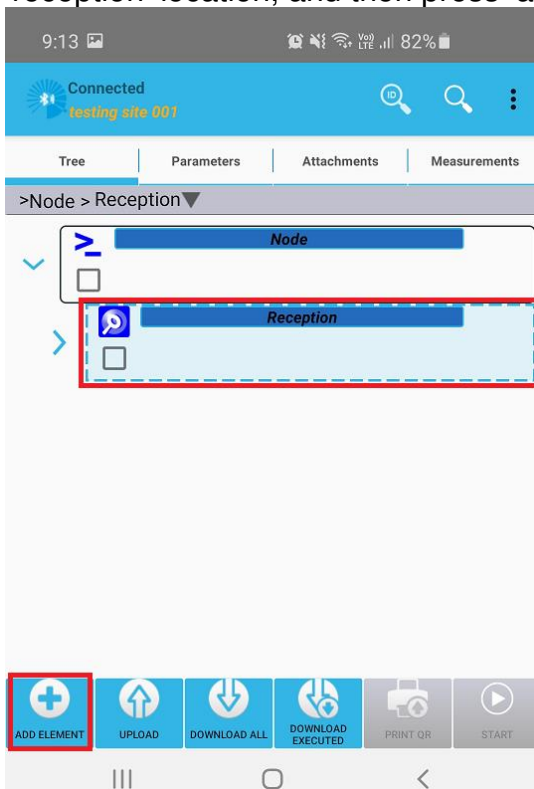 9:13 82%
Connected
testing site 001
Tree Parameters Attachments Measurements
>Node > Reception▼
Node
Reception
ADD ELEMENT UPLOAD DOWNLOAD ALL DOWNLOAD EXECUTED PRINT QR START